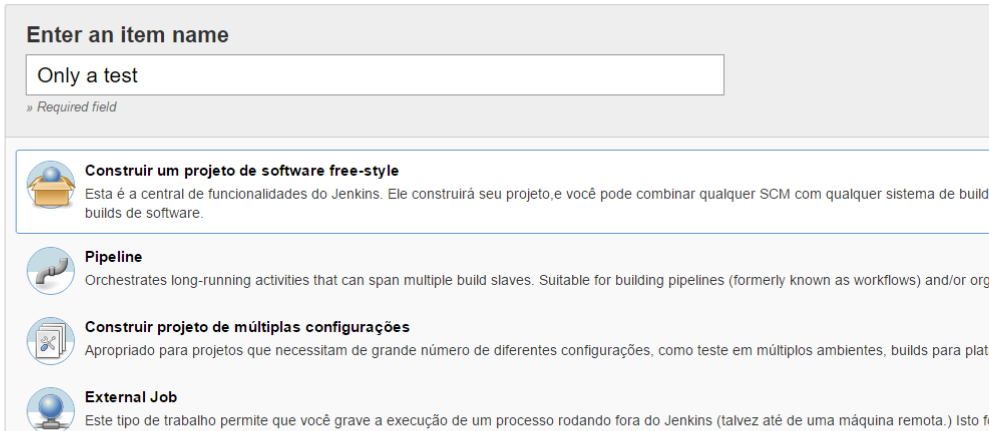 Enter an item name
Only a test
» Required field
Construir um projeto de software free-style
Esta é a central de funcionalidades do Jenkins. Ele construirá seu projeto,e você pode combinar qualquer SCM com qualquer sistema de build
builds de software.
Pipeline
Orchestrates long-running activities that can span multiple build slaves. Suitable for building pipelines (formerly known as workflows) and/or org
Construir projeto de múltiplas configurações
Apropriado para projetos que necessitam de grande número de diferentes configurações, como teste em múltiplos ambientes, builds para plat
External Job
Este tipo de trabalho permite que você grave a execução de um processo rodando fora do Jenkins (talvez até de uma máquina remota.) Isto f